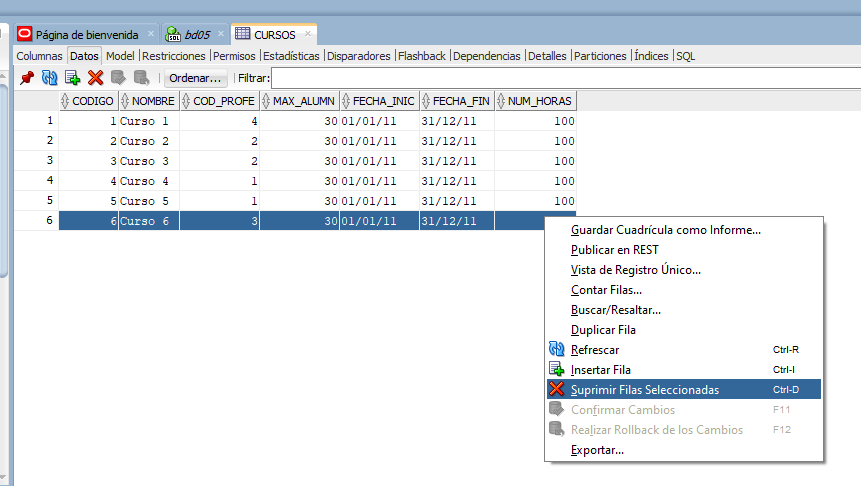 Página de bienvenida bd05 CURSOS
Columnas Datos Model Restricciones Permisos Estadísticas Disparadores Flashback Dependencias Detalles Particiones Índices SQL
Ordenar... Filtrar:
CODIGO NOMBRE COD_PROFE MAX_ALUMN FECHA_INIC FECHA_FIN NUM_HORAS
1 1 Curso 1 4 30 01/01/11 31/12/11 100
2 2 Curso 2 2 30 01/01/11 31/12/11 100
3 3 Curso 3 2 30 01/01/11 31/12/11 100
4 4 Curso 4 1 30 01/01/11 31/12/11 100
5 5 Curso 5 1 30 01/01/11 31/12/11 100
6 6 Curso 6 3 30 01/01/11 31/12/11
Guardar Cuadrícula como Informe...
Publicar en REST
Vista de Registro Único...
Contar Filas...
Buscar/Resaltar...
Duplicar Fila
Refrescar Ctrl-R
Insertar Fila Ctrl-I
Suprimir Filas Seleccionadas Ctrl-D
Confirmar Cambios F11
Realizar Rollback de los Cambios F12
Exportar...